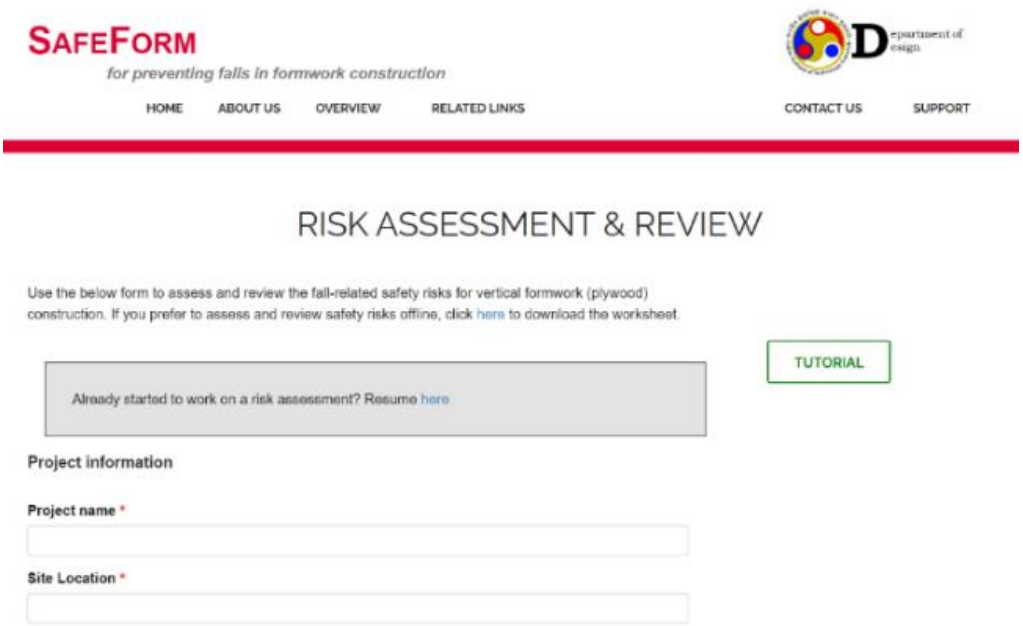 SAFEFORM
for preventing falls in formwork construction
Department of
Design
HOME ABOUT US OVERVIEW RELATED LINKS CONTACT US SUPPORT
RISK ASSESSMENT & REVIEW
Use the below form to assess and review the fall-related safety risks for vertical formwork (plywood)
construction. If you prefer to assess and review safety risks offline, click here to download the worksheet.
TUTORIAL
Already started to work on a risk assessment? Resume here
Project information
Project name *
Site Location *